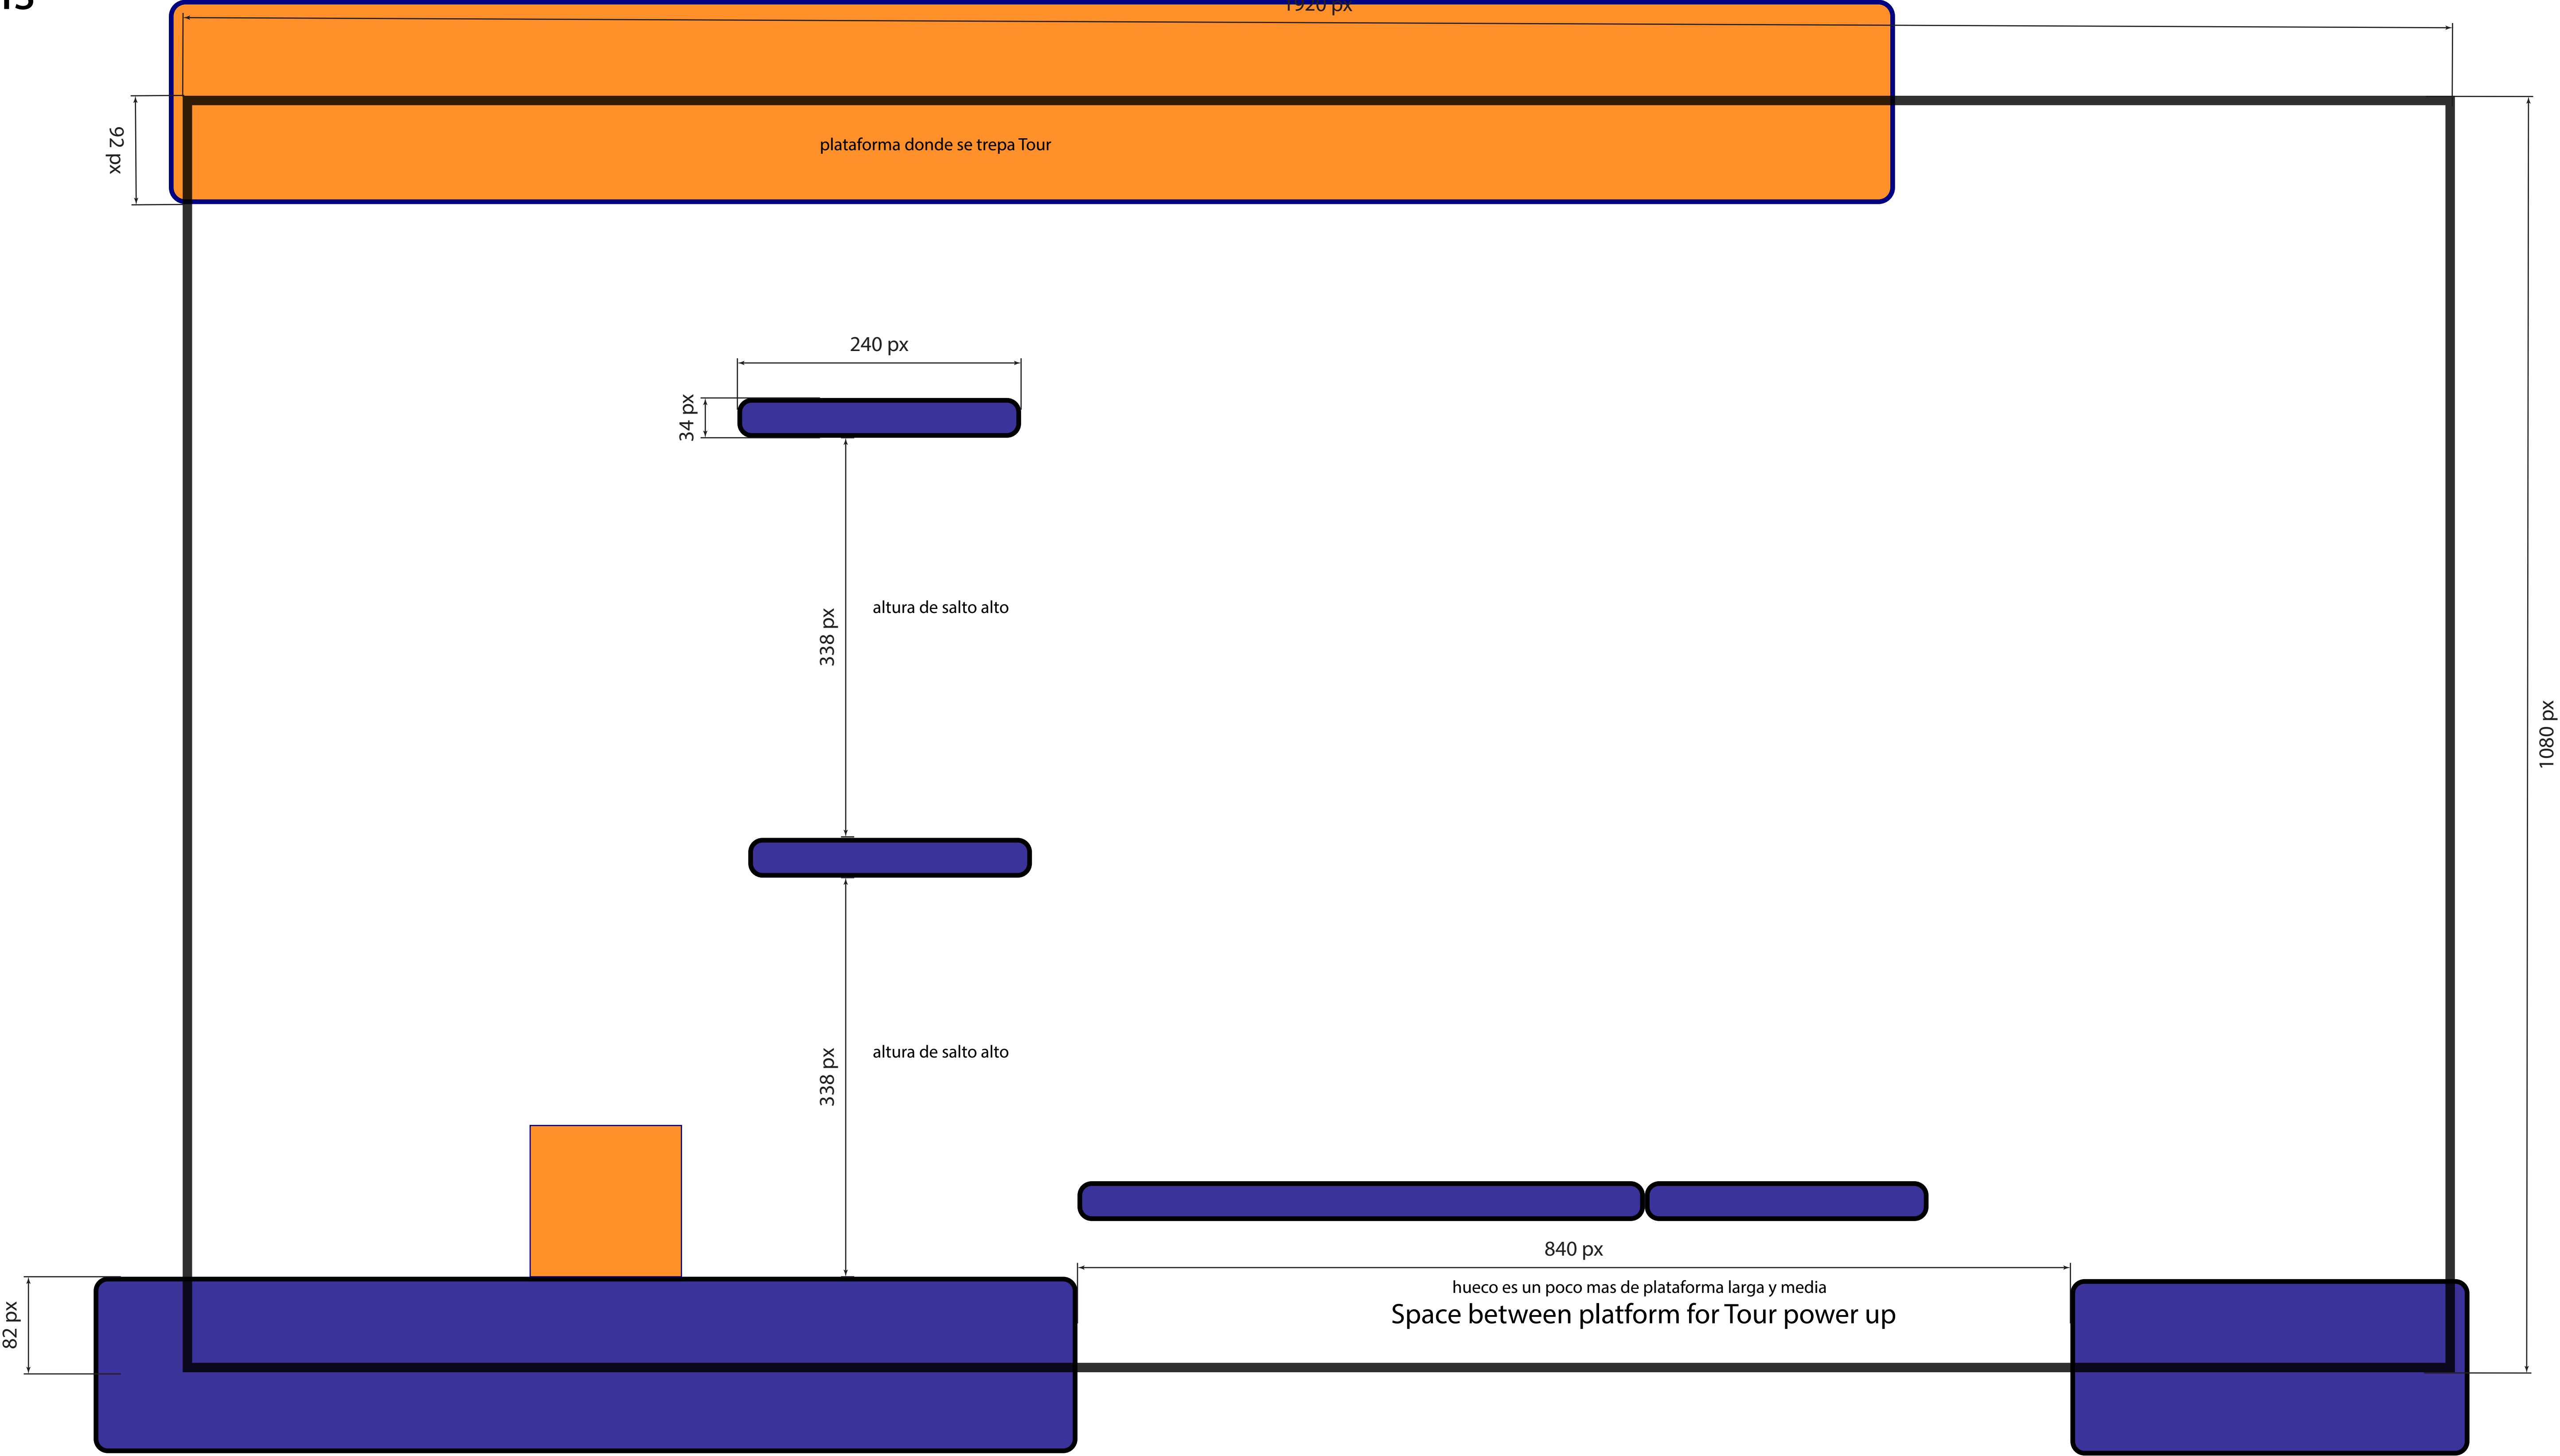 1920 px
92 px
plataforma donde se trepa Tour
240 px
34 px
338 px
altura de salto alto
1080 px
338 px
altura de salto alto
840 px
hueco es un poco mas de plataforma larga y media
Space between platform for Tour power up
82 px